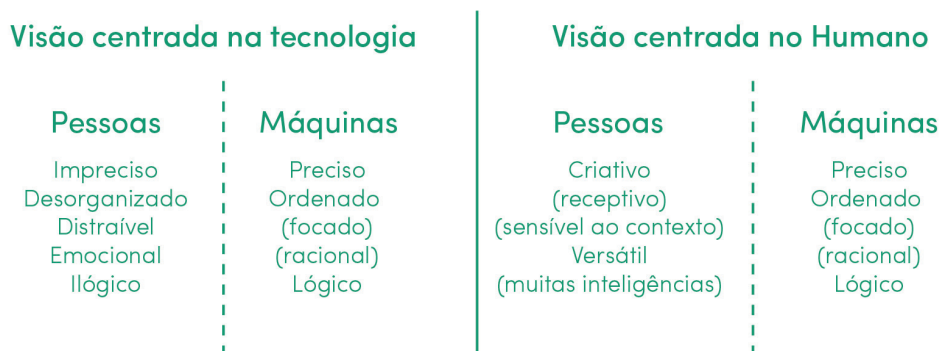 Visão centrada na tecnologia
Pessoas
Impreciso
Desorganizado
Distraível
Emocional
Ilógico
Máquinas
Preciso
Ordenado
(focado)
(racional)
Lógico
Visão centrada no Humano
Pessoas
Criativo
(receptivo)
(sensível ao contexto)
Versátil
(muitas inteligências)
Máquinas
Preciso
Ordenado
(focado)
(racional)
Lógico